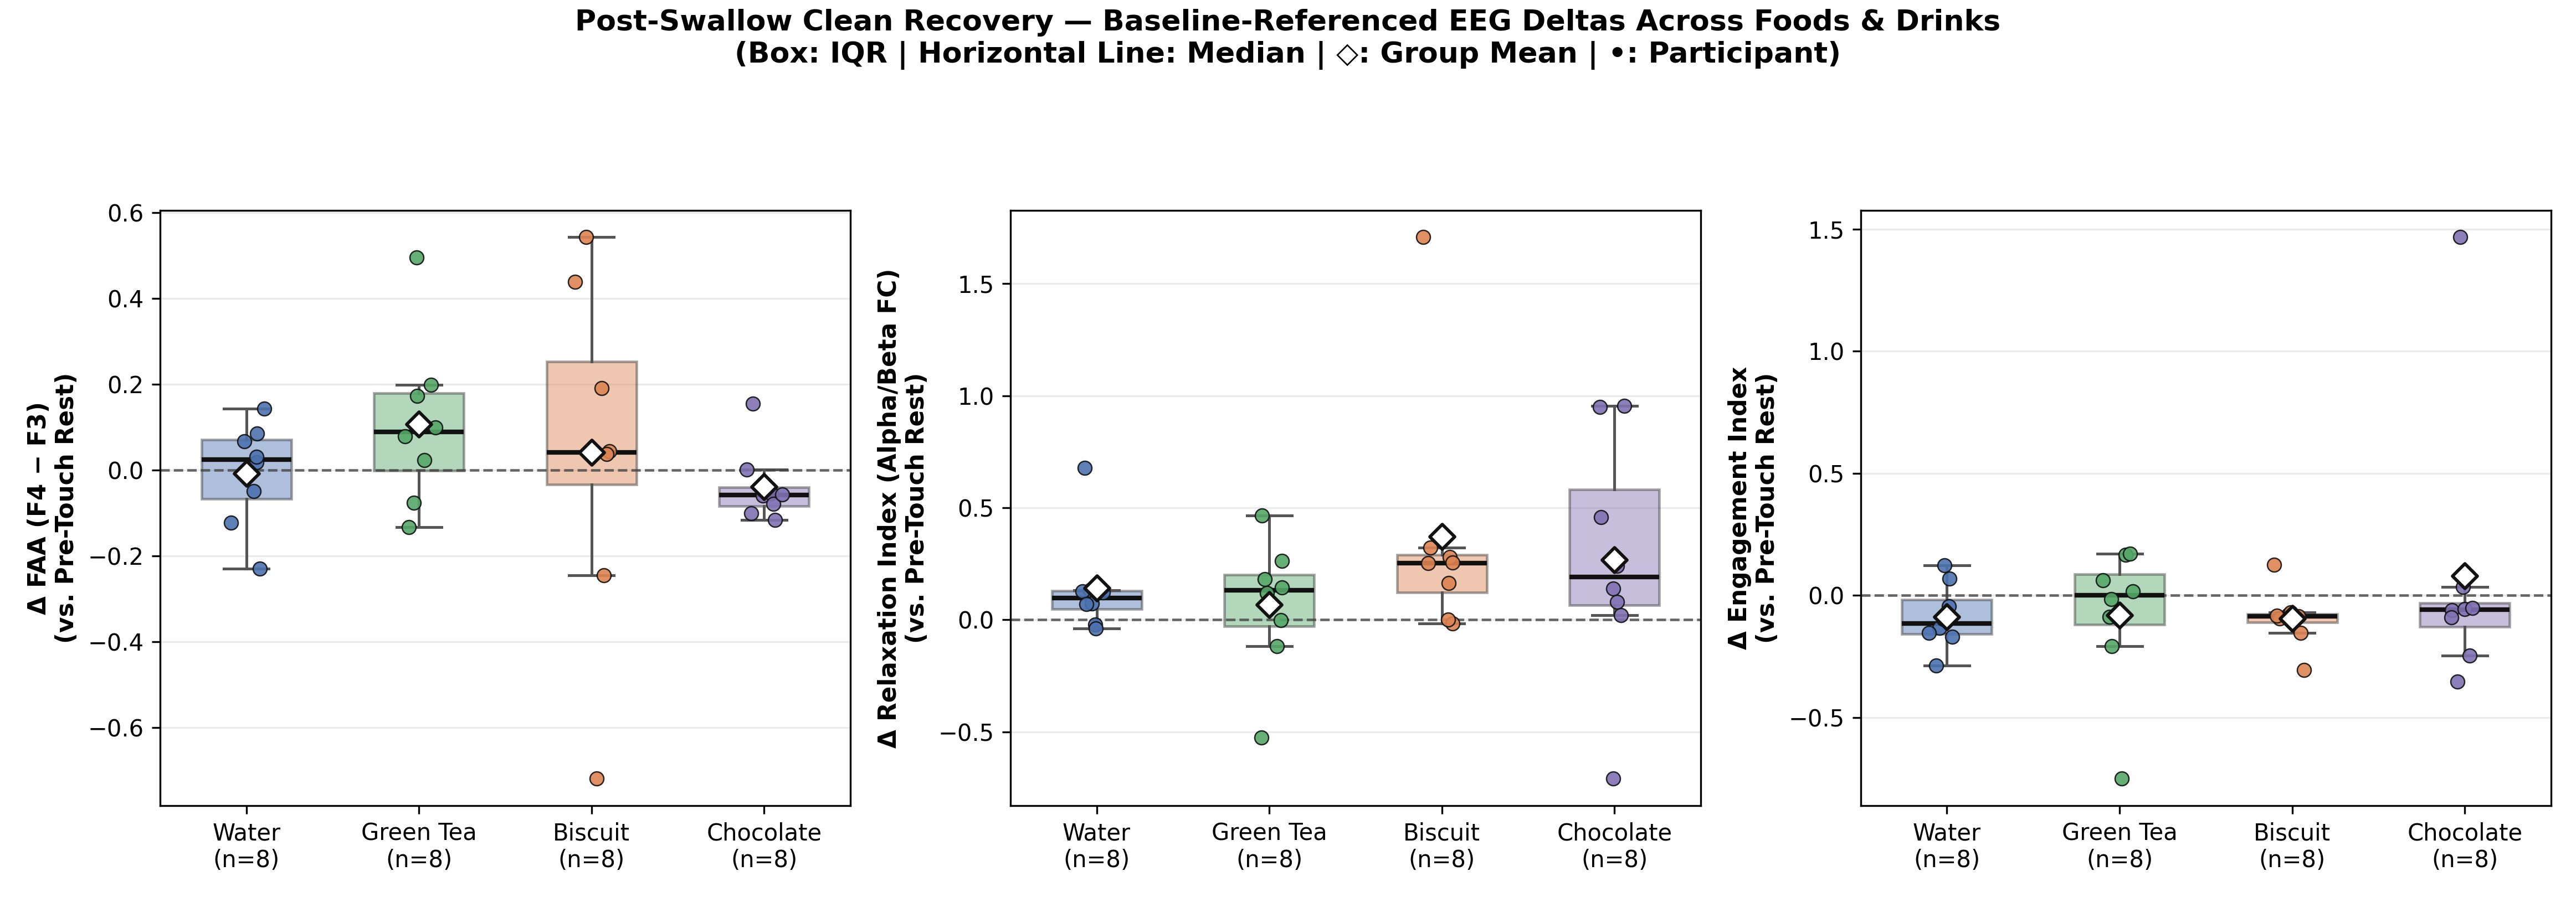 Post-Swallow Clean Recovery — Baseline-Referenced EEG Deltas Across Foods & Drinks
(Box: IQR | Horizontal Line: Median | ◇: Group Mean | •: Participant)
Δ FAA (F4 − F3)
(vs. Pre-Touch Rest)
0.6
0.4
0.2
0.0
−0.2
−0.4
−0.6
Water
(n=8)
Green Tea
(n=8)
Biscuit
(n=8)
Chocolate
(n=8)
Δ Relaxation Index (Alpha/Beta FC)
(vs. Pre-Touch Rest)
1.5
1.0
0.5
0.0
−0.5
Water
(n=8)
Green Tea
(n=8)
Biscuit
(n=8)
Chocolate
(n=8)
Δ Engagement Index
(vs. Pre-Touch Rest)
1.5
1.0
0.5
0.0
−0.5
Water
(n=8)
Green Tea
(n=8)
Biscuit
(n=8)
Chocolate
(n=8)